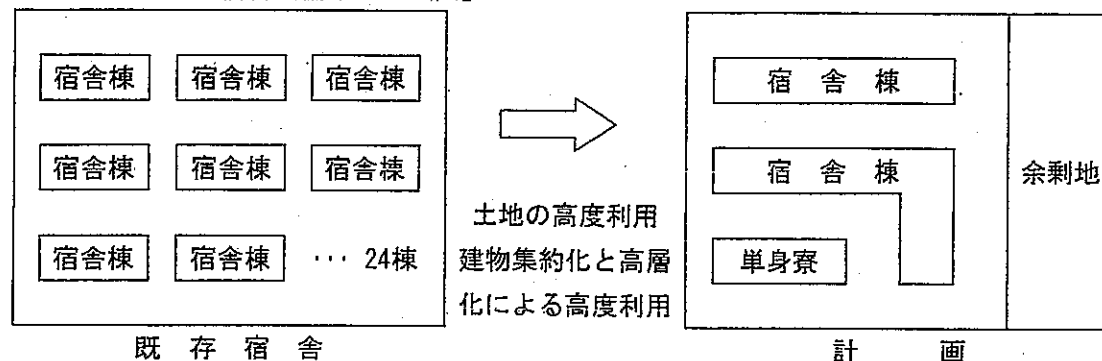 宿舎棟 宿舎棟 宿舎棟
宿舎棟 宿舎棟 宿舎棟
宿舎棟 宿舎棟 … 24棟
既存宿舎
土地の高度利用
建物集約化と高層
化による高度利用
宿舎棟
宿舎棟
単身寮
余剰地
計画